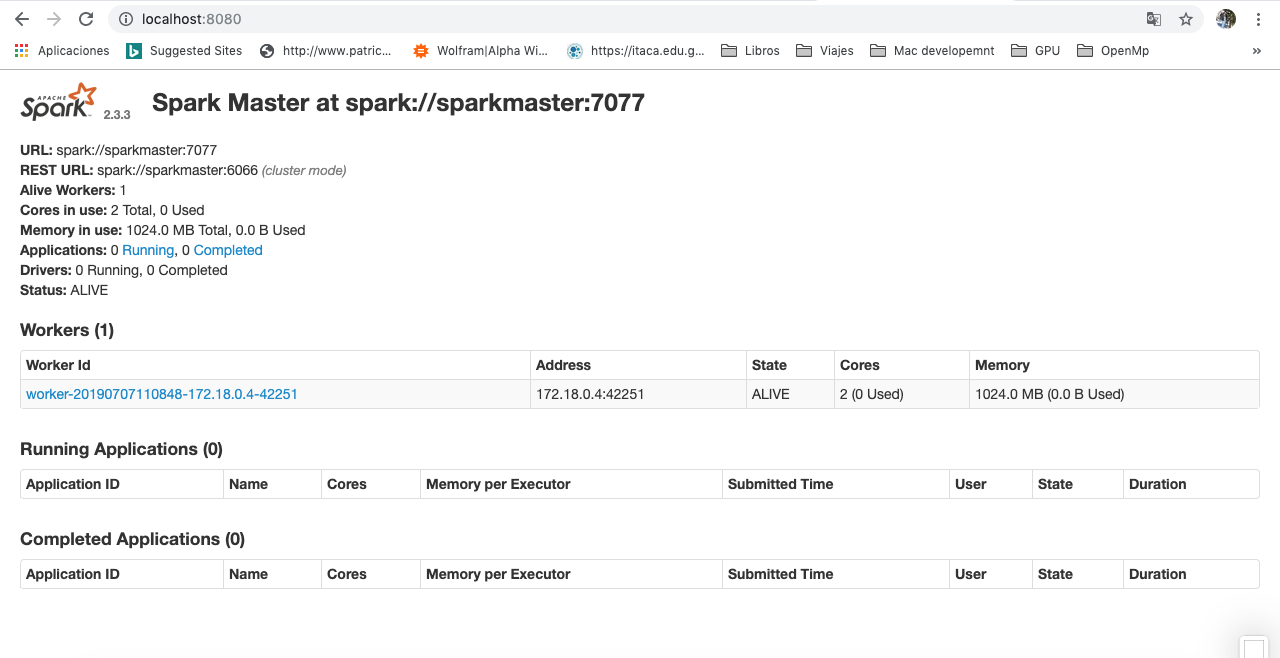 localhost:8080
Aplicaciones Suggested Sites http://www.patric... Wolfram|Alpha Wi... https://itaca.edu.g... Libros Viajes Mac developemnt GPU OpenMp »
APACHE Spark 2.3.3 Spark Master at spark://sparkmaster:7077
URL: spark://sparkmaster:7077
REST URL: spark://sparkmaster:6066 (cluster mode)
Alive Workers: 1
Cores in use: 2 Total, 0 Used
Memory in use: 1024.0 MB Total, 0.0 B Used
Applications: 0 Running, 0 Completed
Drivers: 0 Running, 0 Completed
Status: ALIVE
Workers (1)
Worker Id Address State Cores Memory
worker-20190707110848-172.18.0.4-42251 172.18.0.4:42251 ALIVE 2 (0 Used) 1024.0 MB (0.0 B Used)
Running Applications (0)
Application ID Name Cores Memory per Executor Submitted Time User State Duration
Completed Applications (0)
Application ID Name Cores Memory per Executor Submitted Time User State Duration